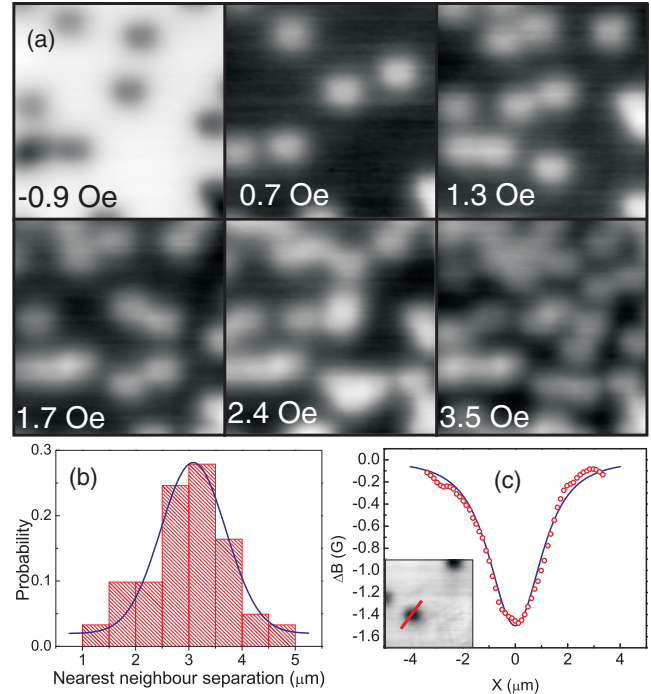 (a)
-0.9 Oe
0.7 Oe
1.3 Oe
1.7 Oe
2.4 Oe
3.5 Oe
(b)
0.3
0.2
0.1
0.0
Probability
1 2 3 4 5
Nearest neighbour separation (μm)
(c)
0.0
-0.2
-0.4
-0.6
-0.8
-1.0
-1.2
-1.4
-1.6
ΔB (G)
-4 -2 0 2 4
X (μm)